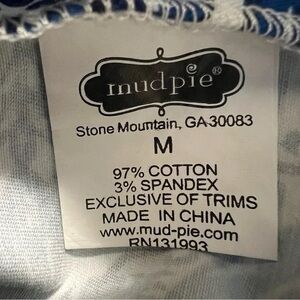 mudpie®
Stone Mountain, GA 30083
M
97% COTTON
3% SPANDEX
EXCLUSIVE OF TRIMS
MADE IN CHINA
www.mud-pie.com
RN131993